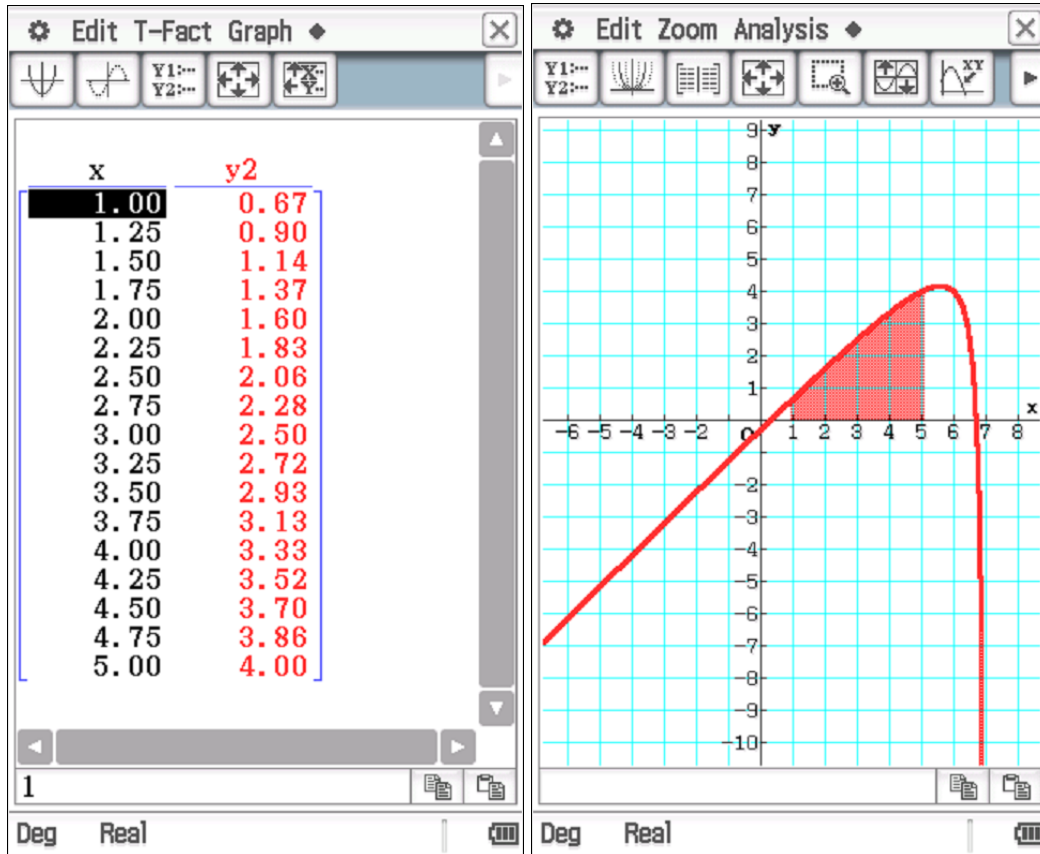 Edit T-Fact Graph
Y1:…
Y2:…
X
Y
x y2
1.00 0.67
1.25 0.90
1.50 1.14
1.75 1.37
2.00 1.60
2.25 1.83
2.50 2.06
2.75 2.28
3.00 2.50
3.25 2.72
3.50 2.93
3.75 3.13
4.00 3.33
4.25 3.52
4.50 3.70
4.75 3.86
5.00 4.00
1
Deg Real
Edit Zoom Analysis
Y1:…
Y2:…
XY
y
9
8
7
6
5
4
3
2
1
x
-6 -5 -4 -3 -2 0 1 2 3 4 5 6 7 8
-2
-3
-4
-5
-6
-7
-8
-9
-10
Deg Real